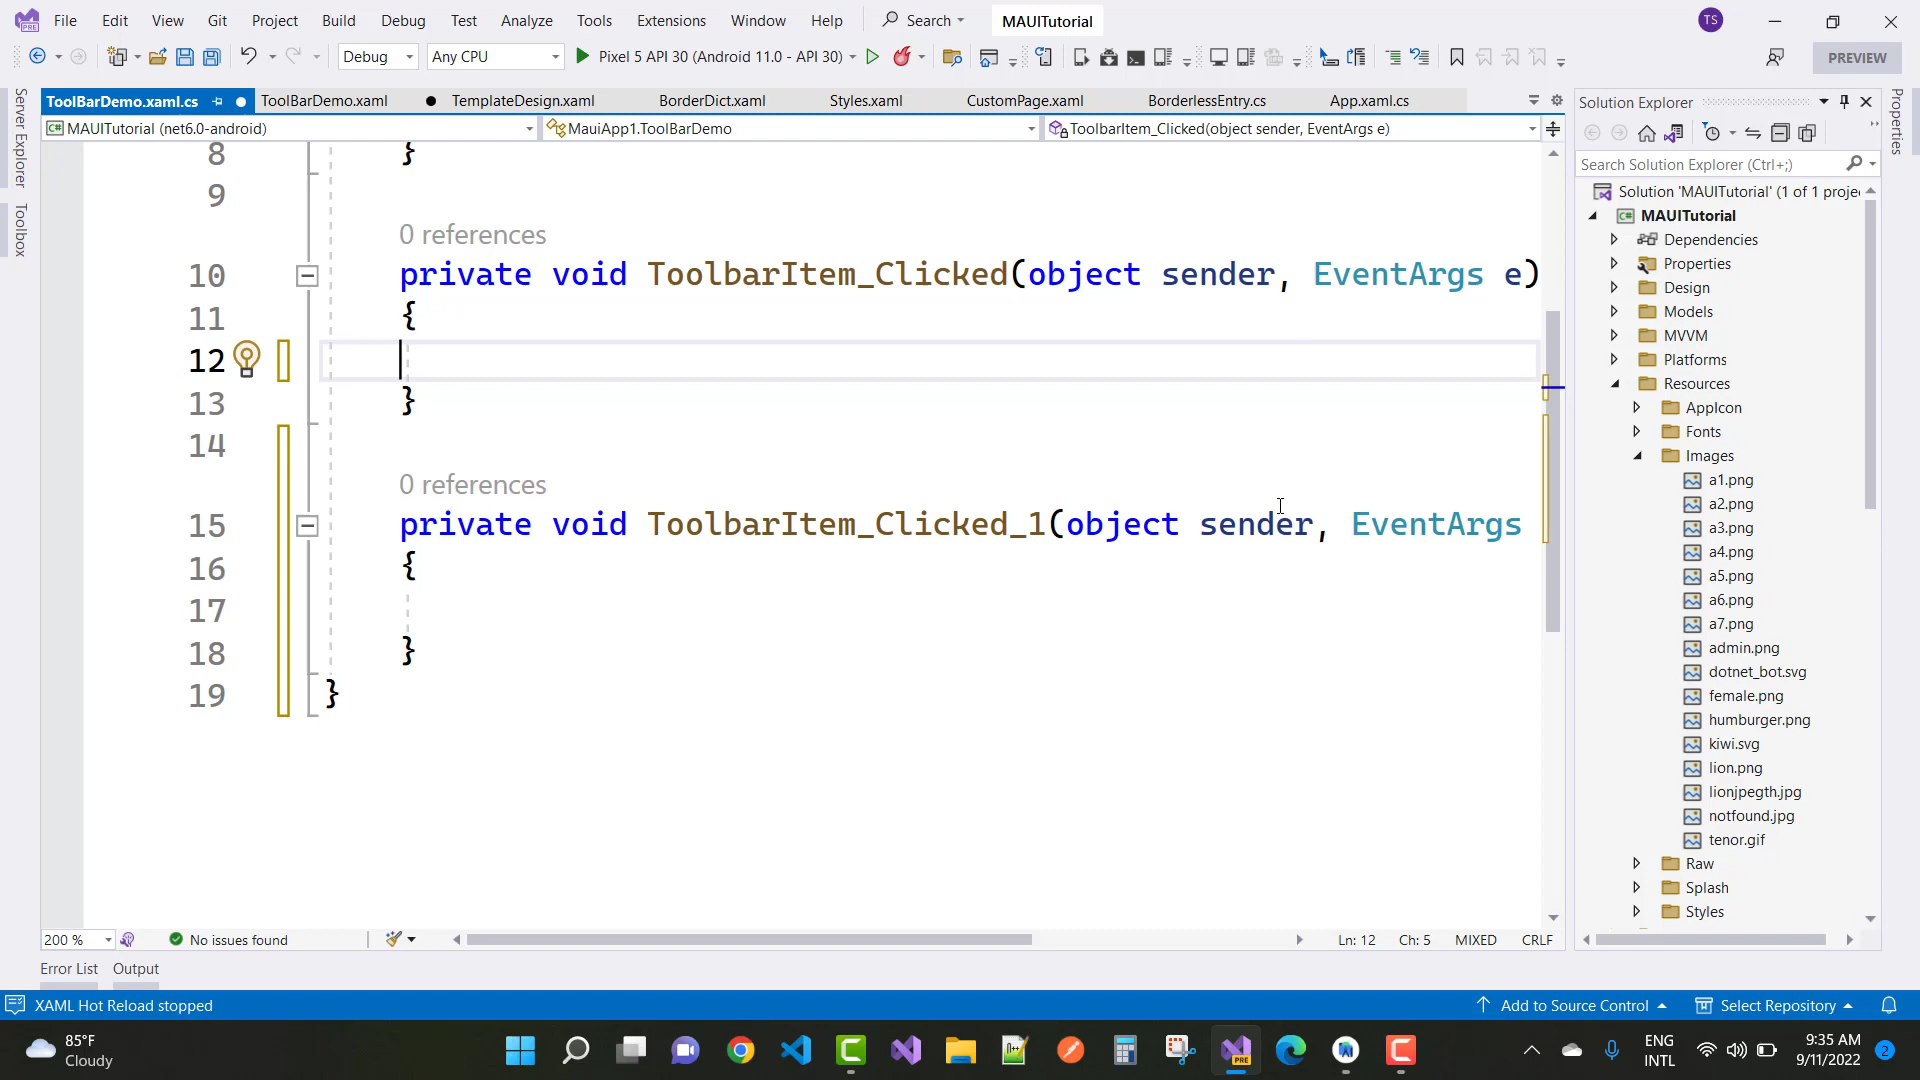 File Edit View Git Project Build Debug Test Analyze Tools Extensions Window Help Search MAUITutorial TS
Debug Any CPU Pixel 5 API 30 (Android 11.0 - API 30) PREVIEW
ToolBarDemo.xaml.cs ToolBarDemo.xaml TemplateDesign.xaml BorderDict.xaml Styles.xaml CustomPage.xaml BorderlessEntry.cs App.xaml.cs
MAUITutorial (net6.0-android) MauiApp1.ToolBarDemo ToolbarItem_Clicked(object sender, EventArgs e)
Server Explorer
Toolbox
8 }
9
0 references
10 private void ToolbarItem_Clicked(object sender, EventArgs e)
11 {
12
13 }
14
0 references
15 private void ToolbarItem_Clicked_1(object sender, EventArgs
16 {
17
18 }
19 }
200 % No issues found Ln: 12 Ch: 5 MIXED CRLF
Solution Explorer
Search Solution Explorer (Ctrl+;)
Solution 'MAUITutorial' (1 of 1 proje
MAUITutorial
Dependencies
Properties
Design
Models
MVVM
Platforms
Resources
AppIcon
Fonts
Images
a1.png
a2.png
a3.png
a4.png
a5.png
a6.png
a7.png
admin.png
dotnet_bot.svg
female.png
humburger.png
kiwi.svg
lion.png
lionjpegth.jpg
notfound.jpg
tenor.gif
Raw
Splash
Styles
Properties
Error List Output
XAML Hot Reload stopped Add to Source Control Select Repository
85°F
Cloudy
PRE
ENG
INTL
9:35 AM
9/11/2022
2